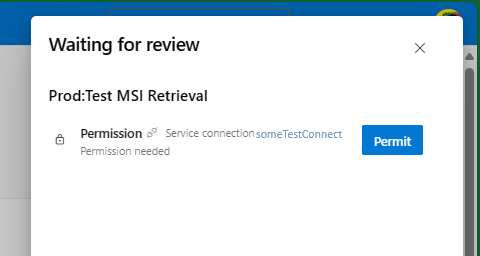 Waiting for review
Prod:Test MSI Retrieval
Permission Service connection someTestConnect
Permission needed
Permit